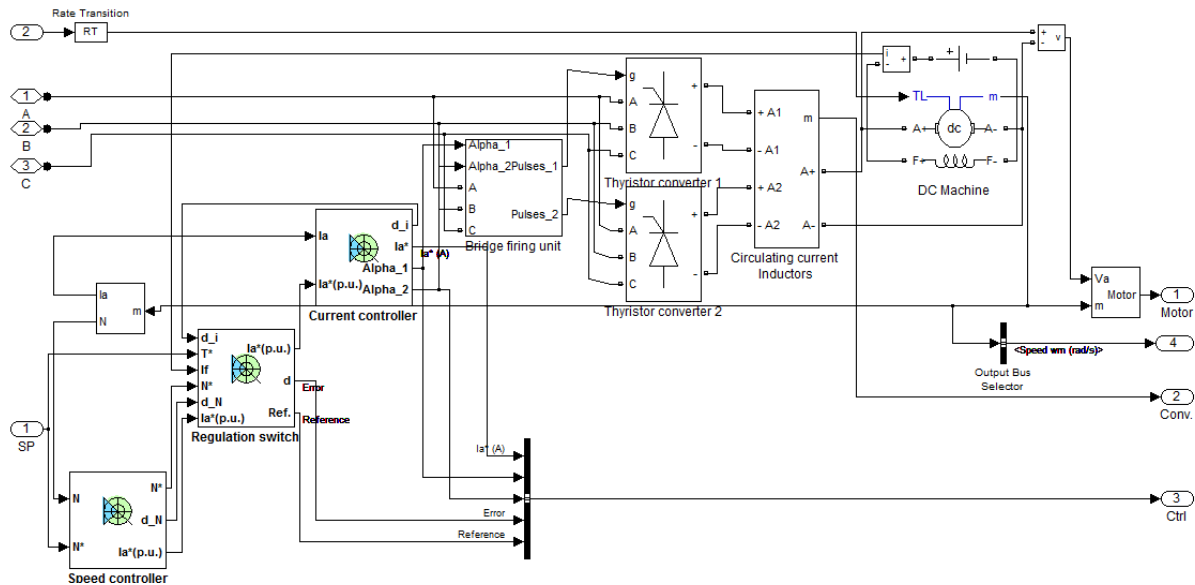 Rate Transition
2
RT
1
A
2
B
3
C
g
A
B
C
+
-
Thyristor converter 1
g
A
B
C
+
-
Thyristor converter 2
Alpha_1
Alpha_2
Pulses_1
A
B
Pulses_2
C
Bridge firing unit
+ A1
- A1
+ A2
- A2
m
A+
A-
Circulating current
Inductors
i
+
-
+
TL
m
A+
dc
A-
F+
F-
DC Machine
+
-
v
Va
Motor
m
1
Motor
Ia
Ia*(p.u.)
d_i
Ia*
Ia* (A)
Alpha_1
Alpha_2
Current controller
Ia
N
m
d_i
T*
If
N*
d_N
Ia*(p.u.)
Ia*(p.u.)
d
Error
Ref.
Reference
Regulation switch
1
SP
N
N*
N*
d_N
Ia*(p.u.)
Speed controller
Ia* (A)
Error
Reference
<Speed wm (rad/s)>
Output Bus
Selector
4
2
Conv.
3
Ctrl